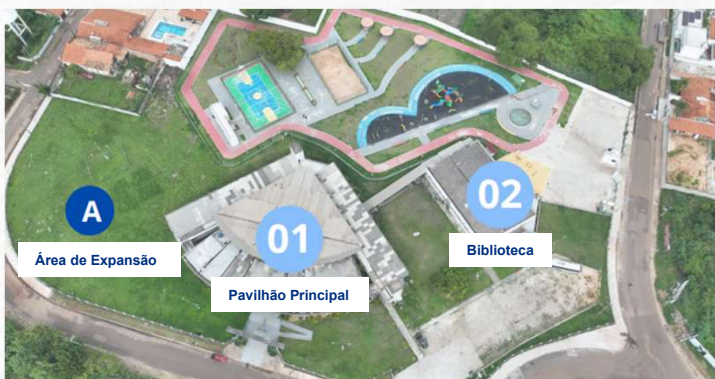 A
01
02
Biblioteca
Área de Expansão
Pavilhão Principal